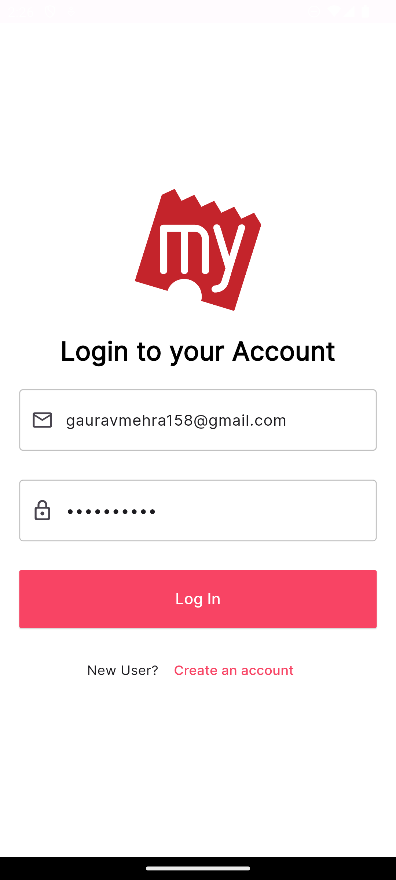 my
Login to your Account
gauravmehra158@gmail.com
••••••••••
Log In
New User? Create an account